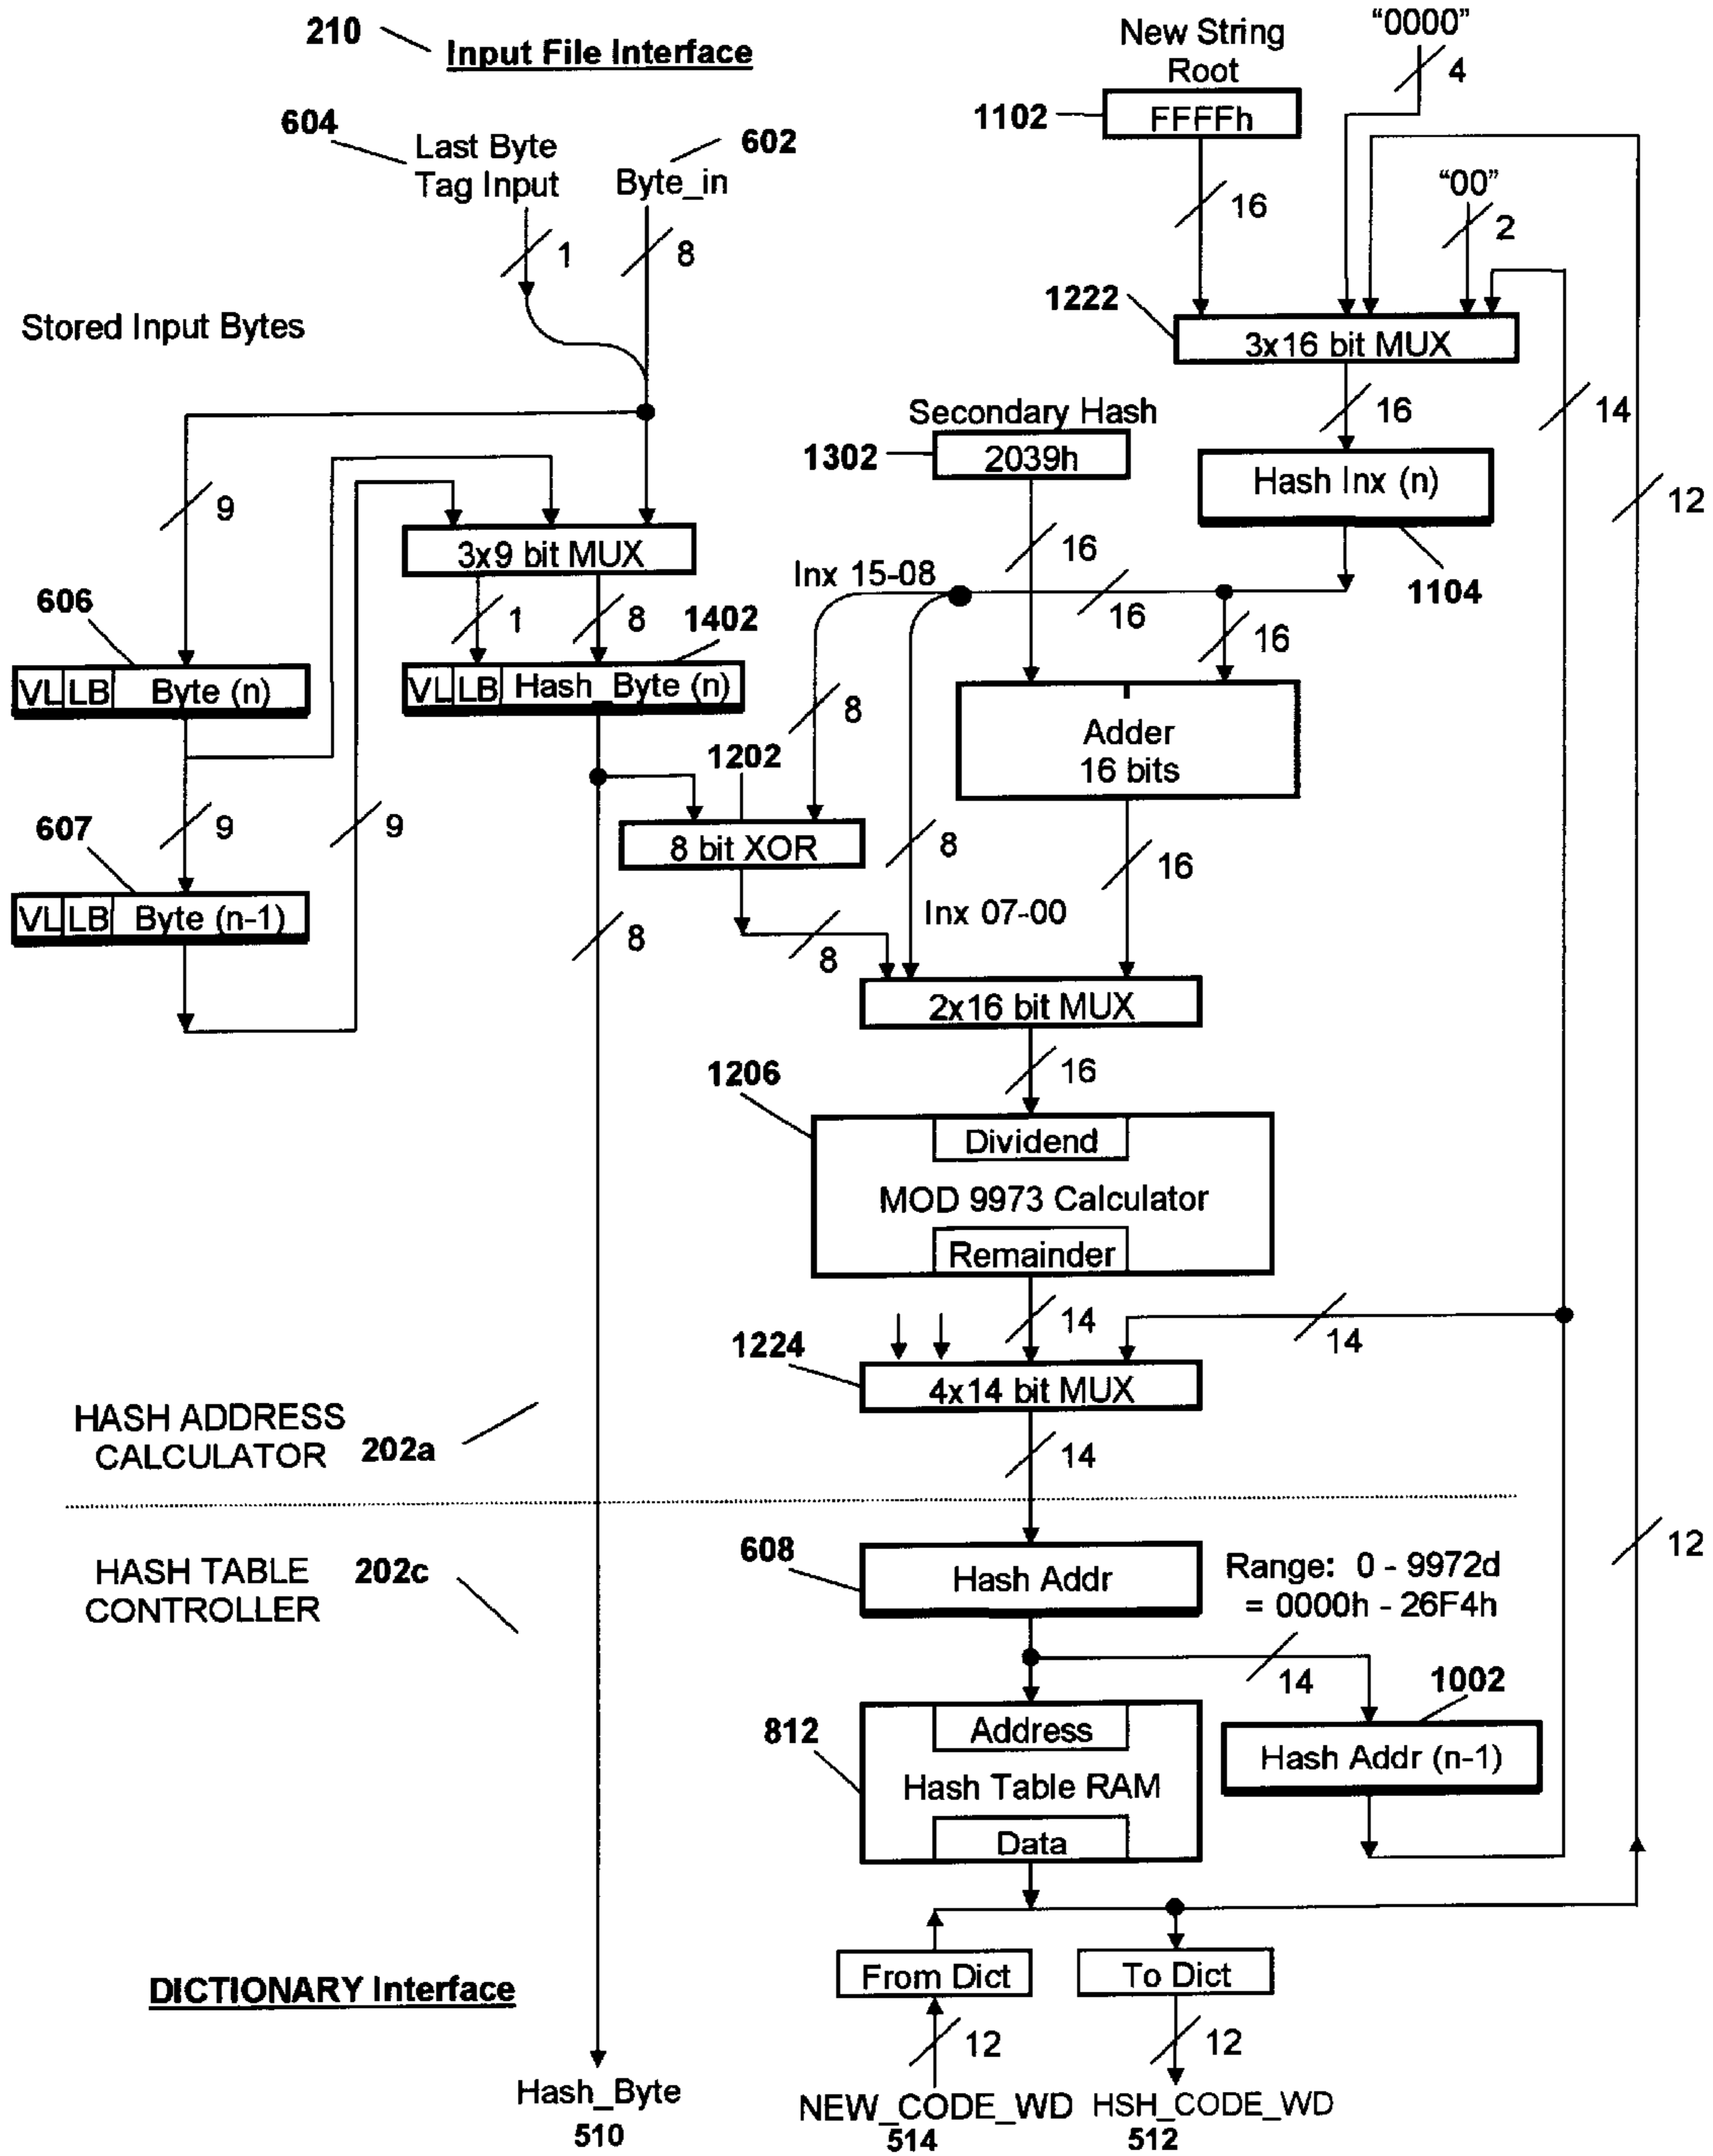 210
Input File Interface
New String
Root
"0000"
4
604
Last Byte
Tag Input
602
Byte_in
1102
FFFFh
"00"
16
2
1
8
1222
Stored Input Bytes
3x16 bit MUX
16
14
Secondary Hash
1302
2039h
Hash Inx (n)
12
9
3x9 bit MUX
16
Inx 15-08
1104
606
1
8
1402
16
16
VL LB Byte (n)
VL LB Hash_Byte (n)
8
1202
Adder
16 bits
607
9
9
8 bit XOR
8
16
VL LB Byte (n-1)
8
Inx 07-00
8
2x16 bit MUX
1206
16
Dividend
MOD 9973 Calculator
Remainder
1224
14
14
4x14 bit MUX
HASH ADDRESS
CALCULATOR 202a
14
HASH TABLE
CONTROLLER 202c
608
Hash Addr
Range: 0 - 9972d
= 0000h - 26F4h
12
14
1002
812
Address
Hash Table RAM
Data
Hash Addr (n-1)
From Dict
To Dict
DICTIONARY Interface
12
12
Hash_Byte
510
NEW_CODE_WD
514
HSH_CODE_WD
512